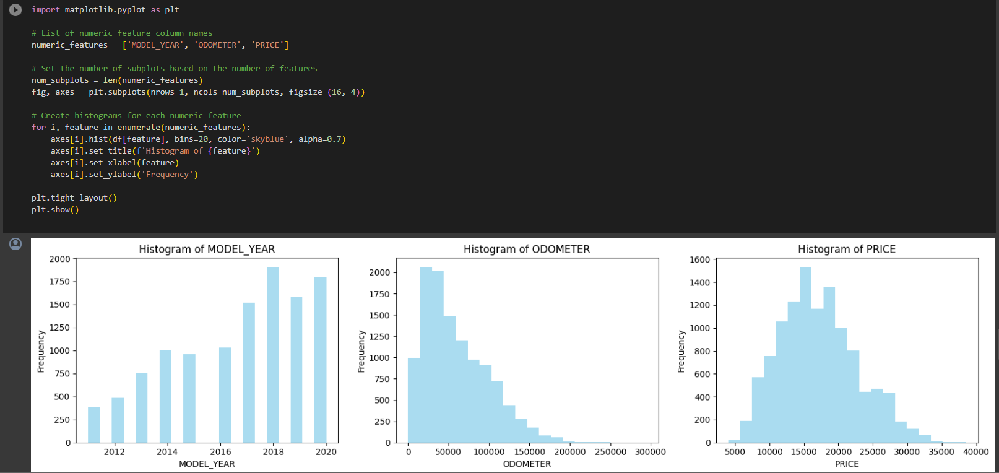 import matplotlib.pyplot as plt
# List of numeric feature column names
numeric_features = ['MODEL_YEAR', 'ODOMETER', 'PRICE']
# Set the number of subplots based on the number of features
num_subplots = len(numeric_features)
fig, axes = plt.subplots(nrows=1, ncols=num_subplots, figsize=(16, 4))
# Create histograms for each numeric feature
for i, feature in enumerate(numeric_features):
    axes[i].hist(df[feature], bins=20, color='skyblue', alpha=0.7)
    axes[i].set_title(f'Histogram of {feature}')
    axes[i].set_xlabel(feature)
    axes[i].set_ylabel('Frequency')
plt.tight_layout()
plt.show()
Histogram of MODEL_YEAR
2000
1750
1500
1250
1000
750
500
250
0
Frequency
2012 2014 2016 2018 2020
MODEL_YEAR
Histogram of ODOMETER
2000
1750
1500
1250
1000
750
500
250
0
Frequency
0 50000 100000 150000 200000 250000 300000
ODOMETER
Histogram of PRICE
1600
1400
1200
1000
800
600
400
200
0
Frequency
5000 10000 15000 20000 25000 30000 35000 40000
PRICE